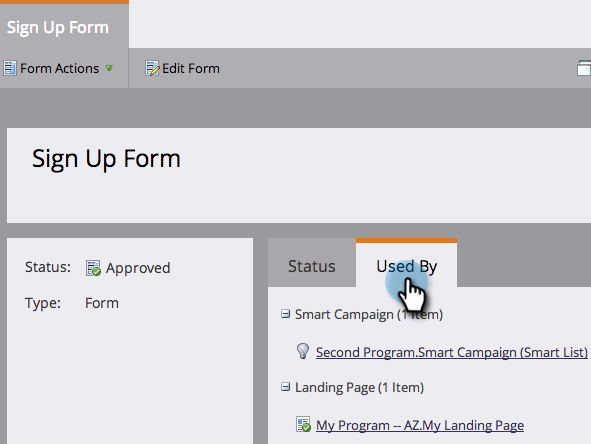 Sign Up Form
Form Actions Edit Form
Sign Up Form
Status: Approved
Type: Form
Status Used By
Smart Campaign (1 Item)
Second Program.Smart Campaign (Smart List)
Landing Page (1 Item)
My Program -- AZ.My Landing Page